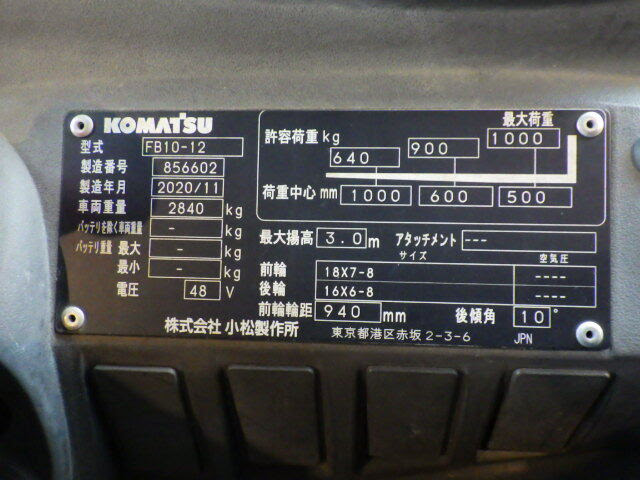 KOMATSU
型式 FB10-12
製造番号 856602
製造年月 2020/11
車両重量 2840 kg
バッテリを除く車両重量 - kg
バッテリ重量 最大 - kg
最小 - kg
電圧 48 V
許容荷重 kg 640 900 最大荷重 1000
荷重中心 mm 1000 600 500
最大揚高 3.0 m アタッチメント ---
サイズ 空気圧
前輪 18X7-8 ----
後輪 16X6-8 ----
前輪輪距 940 mm 後傾角 10°
株式会社 小松製作所 東京都港区赤坂 2-3-6 JPN